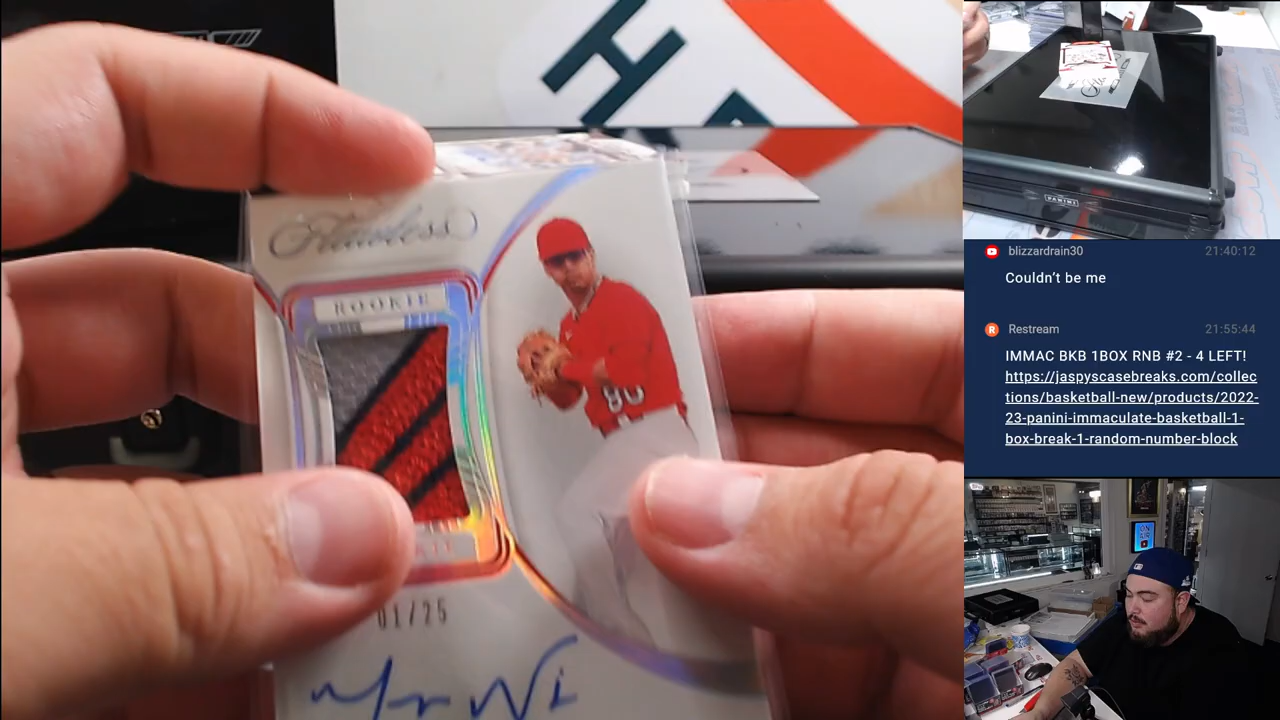 Flawless
ROOKIE
01/25
PANINI
blizzardrain30
21:40:12
Couldn't be me
Restream
21:55:44
IMMAC BKB 1BOX RNB #2 - 4 LEFT!
https://jaspyscasebreaks.com/collec
tions/basketball-new/products/2022-
23-panini-immaculate-basketball-1-
box-break-1-random-number-block